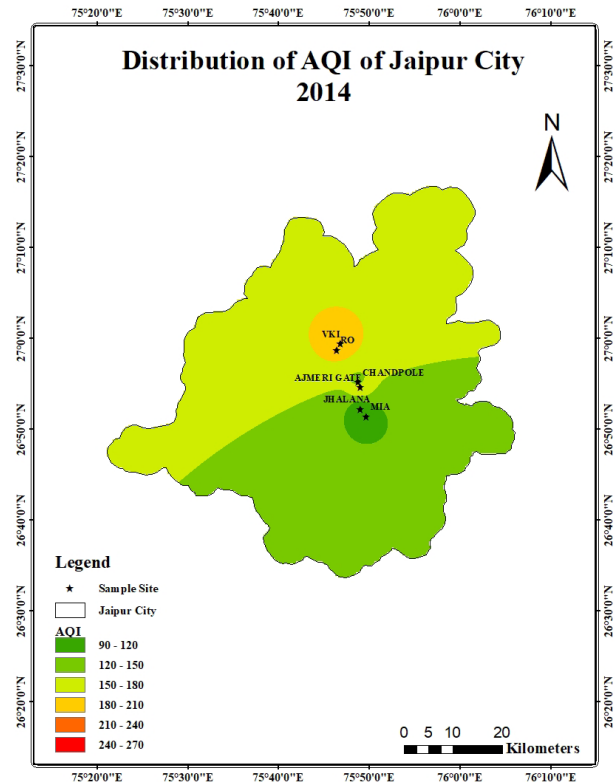 75°20'0"E 75°30'0"E 75°40'0"E 75°50'0"E 76°0'0"E 76°10'0"E
Distribution of AQI of Jaipur City
2014
N
27°30'0"N 27°30'0"N
27°20'0"N 27°20'0"N
27°10'0"N 27°10'0"N
27°0'0"N 27°0'0"N
VKI
RO
CHANDPOLE
AJMERI GATE
JHALANA
MIA
26°50'0"N 26°50'0"N
26°40'0"N 26°40'0"N
26°30'0"N 26°30'0"N
26°20'0"N 26°20'0"N
Legend
Sample Site
Jaipur City
AQI
90 - 120
120 - 150
150 - 180
180 - 210
210 - 240
240 - 270
0 5 10 20
Kilometers
75°20'0"E 75°30'0"E 75°40'0"E 75°50'0"E 76°0'0"E 76°10'0"E